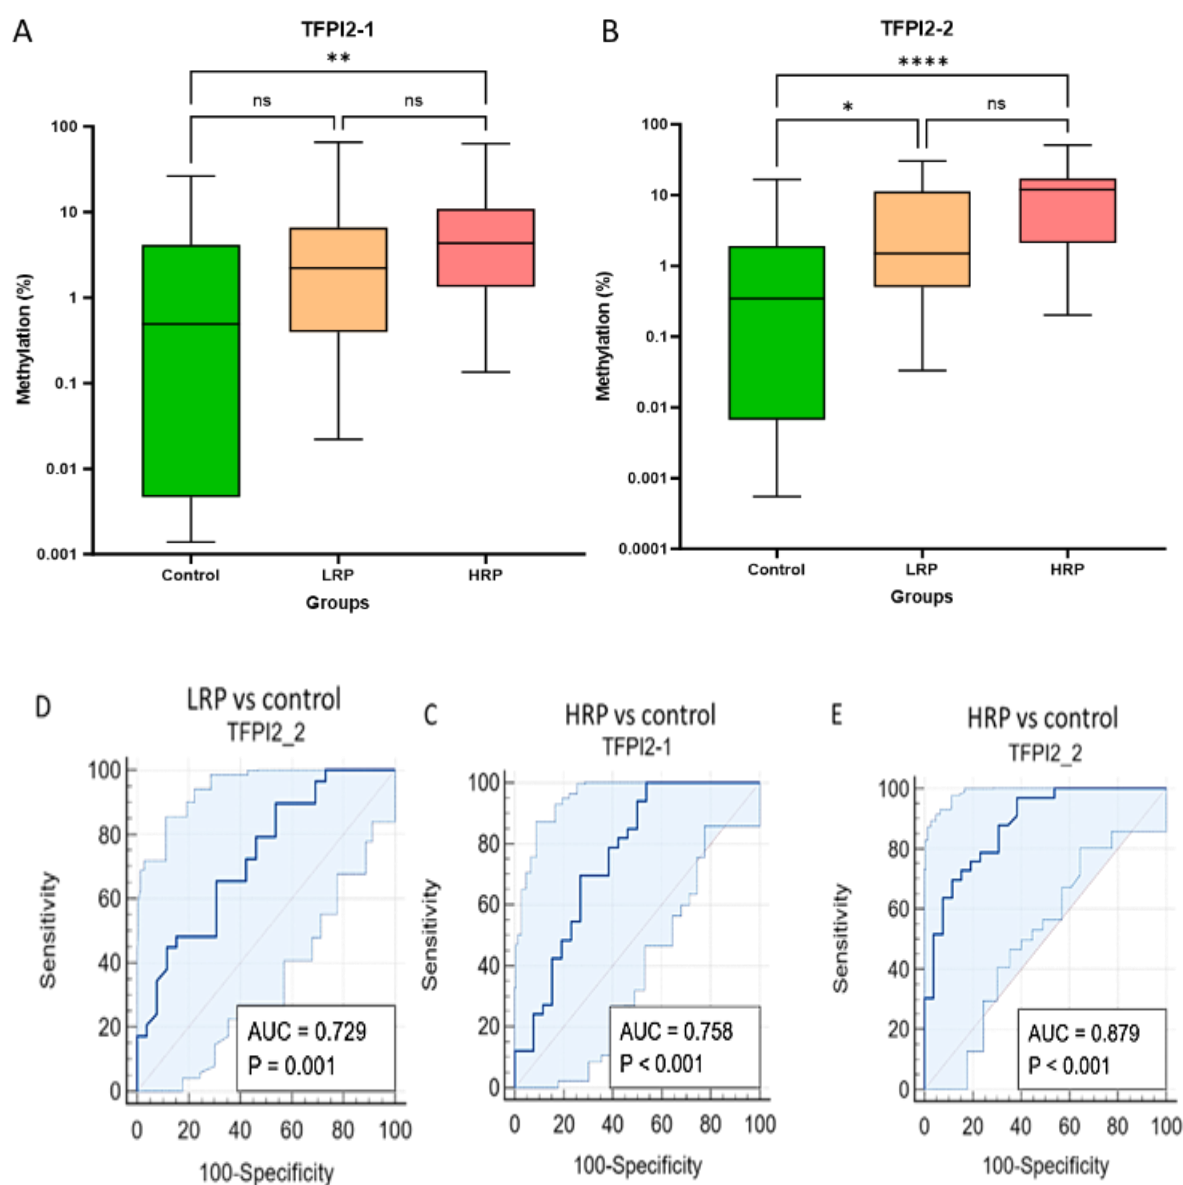 A
TFPI2-1
**
ns
ns
100
10
1
0.1
0.01
0.001
Methylation (%)
Control
LRP
HRP
Groups
B
TFPI2-2
****
*
ns
100
10
1
0.1
0.01
0.001
0.0001
Methylation (%)
Control
LRP
HRP
Groups
D
LRP vs control
TFPI2_2
100
80
60
40
20
0
Sensitivity
AUC = 0.729
P = 0.001
0 20 40 60 80 100
100-Specificity
C
HRP vs control
TFPI2-1
100
80
60
40
20
0
Sensitivity
AUC = 0.758
P < 0.001
0 20 40 60 80 100
100-Specificity
E
HRP vs control
TFPI2_2
100
80
60
40
20
0
Sensitivity
AUC = 0.879
P < 0.001
0 20 40 60 80 100
100-Specificity